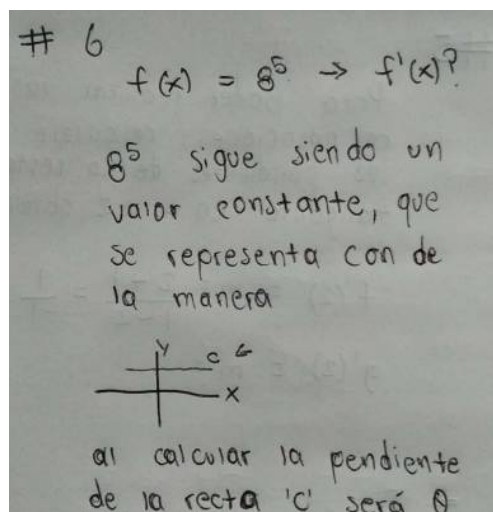 # 6
f(x) = 8⁵ → f'(x)?
8⁵ sigue siendo un
valor constante, que
se representa con de
la manera
y
c
x
al calcular la pendiente
de la recta 'c' será 0